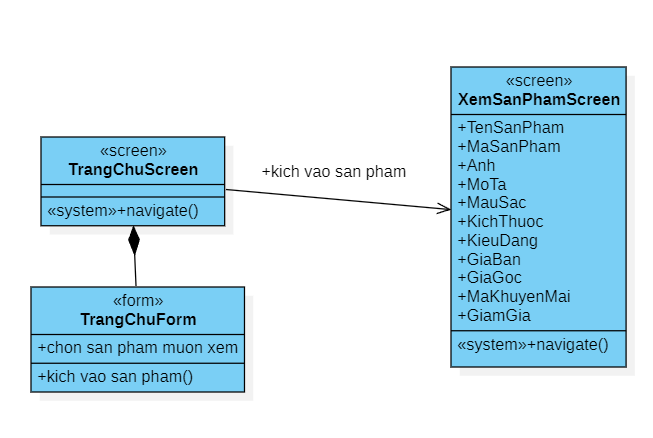 «screen»
TrangChuScreen
«system»+navigate()
«form»
TrangChuForm
+chon san pham muon xem
+kich vao san pham()
+kich vao san pham
«screen»
XemSanPhamScreen
+TenSanPham
+MaSanPham
+Anh
+MoTa
+MauSac
+KichThuoc
+KieuDang
+GiaBan
+GiaGoc
+MaKhuyenMai
+GiamGia
«system»+navigate()